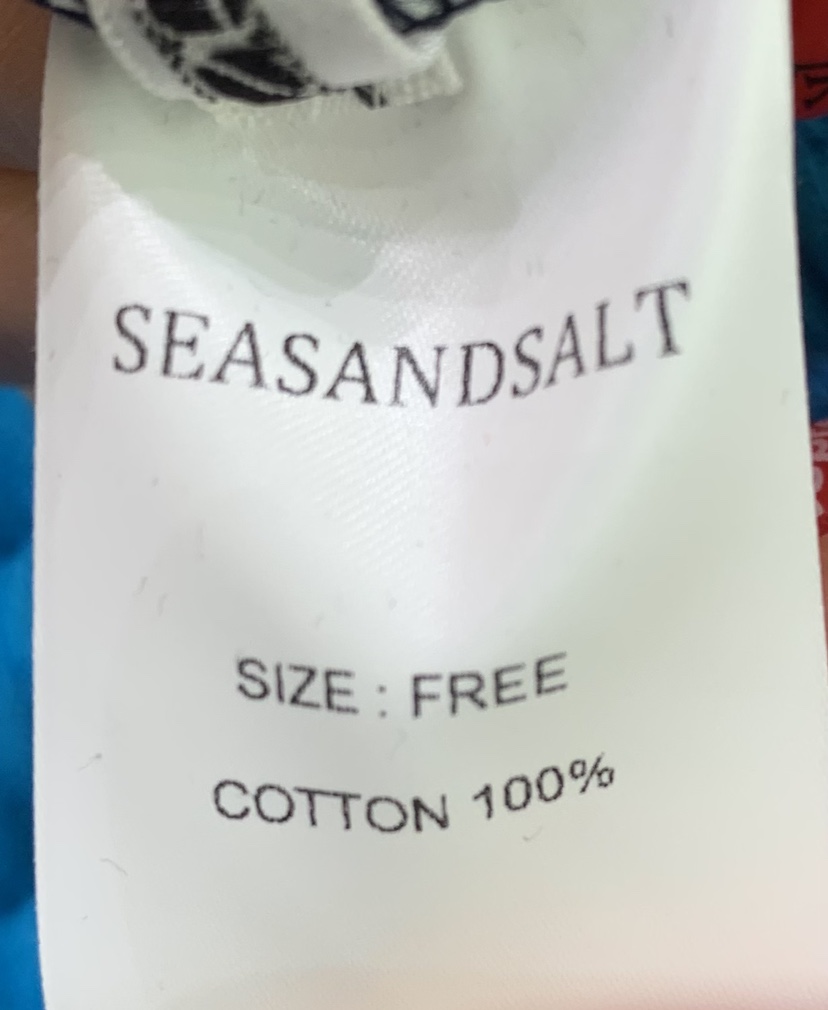 SEASANDSALT
SIZE : FREE
COTTON 100%